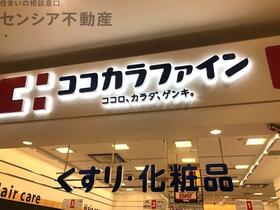 住まいの相談窓口
センシア不動産
ココカラファイン
ココロ、カラダ、ゲンキ。
くすり・化粧品
Hair care
DAY